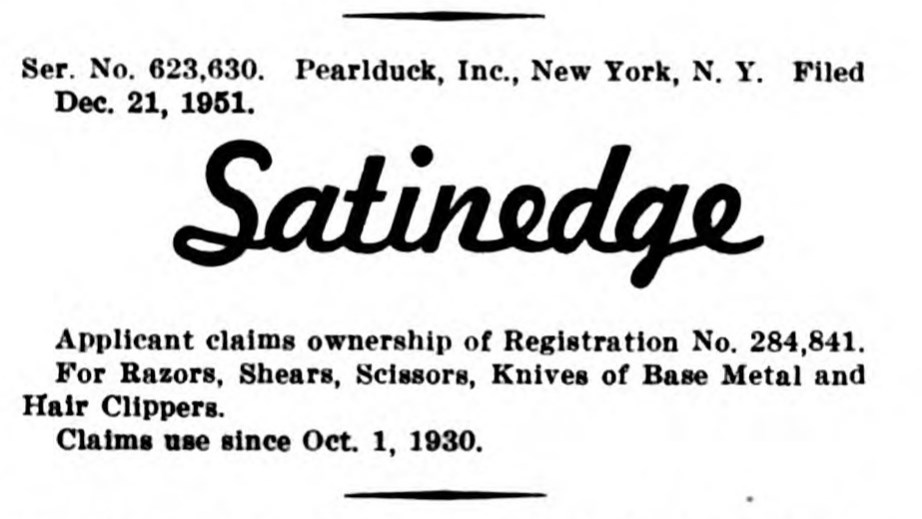 Ser. No. 623,630. Pearlduck, Inc., New York, N. Y. Filed
Dec. 21, 1951.
Satinedge
Applicant claims ownership of Registration No. 284,841.
For Razors, Shears, Scissors, Knives of Base Metal and
Hair Clippers.
Claims use since Oct. 1, 1930.